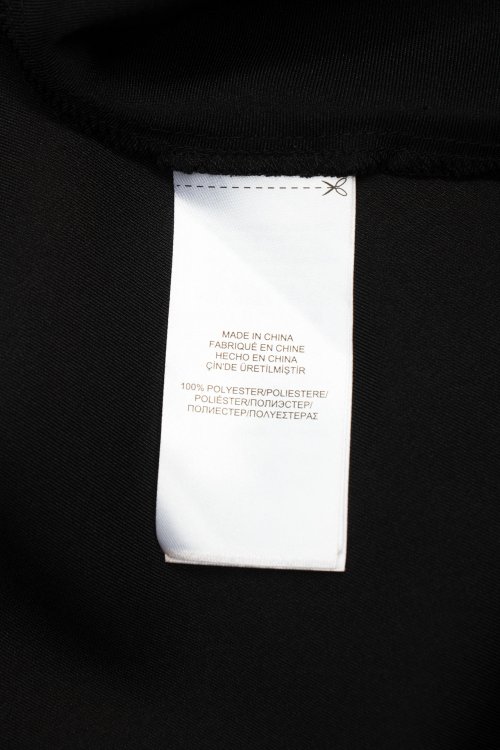 MADE IN CHINA
FABRIQUÉ EN CHINE
HECHO EN CHINA
ÇİN'DE ÜRETİLMİŞTİR
100% POLYESTER/POLIESTERE/
POLIÉSTER/ПОЛИЭСТЕР/
ПОЛИЕСТЕР/ΠΟΛΥΕΣΤΕΡΑΣ